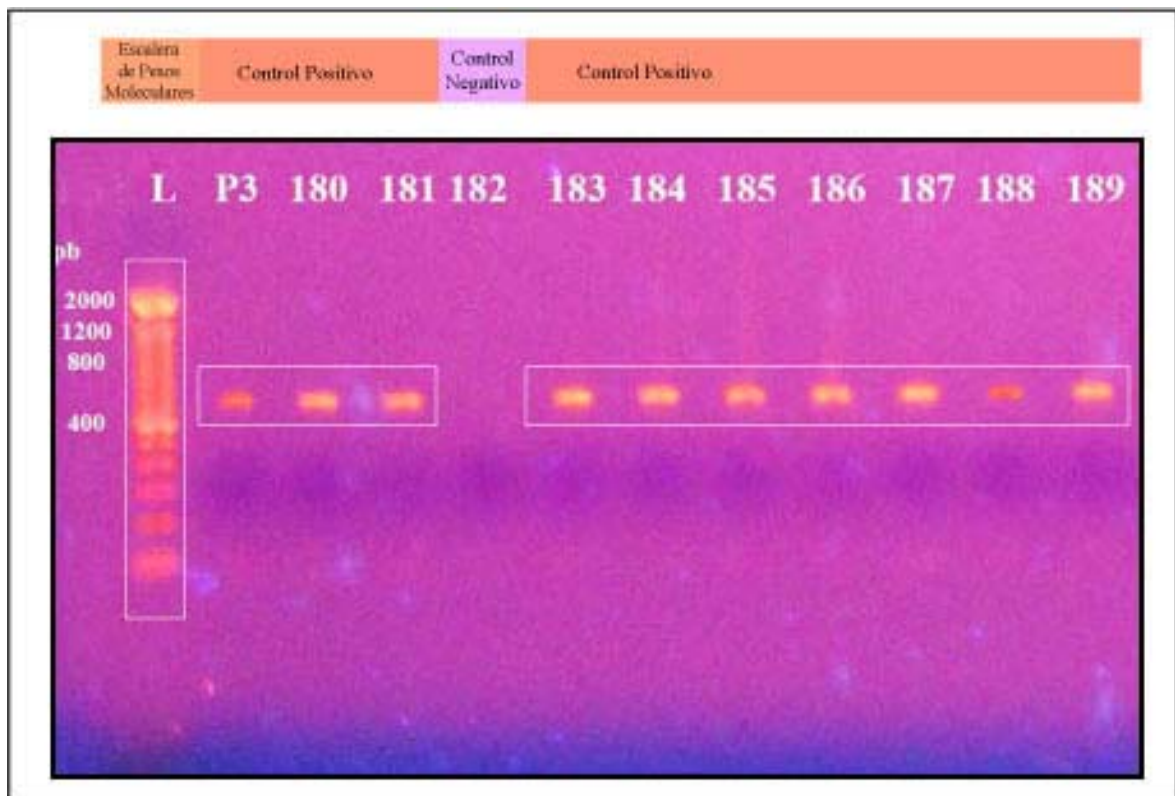 Escalera
de Pesos
Moleculares
Control Positivo
Control
Negativo
Control Positivo
L P3 180 181 182 183 184 185 186 187 188 189
pb
2000
1200
800
400